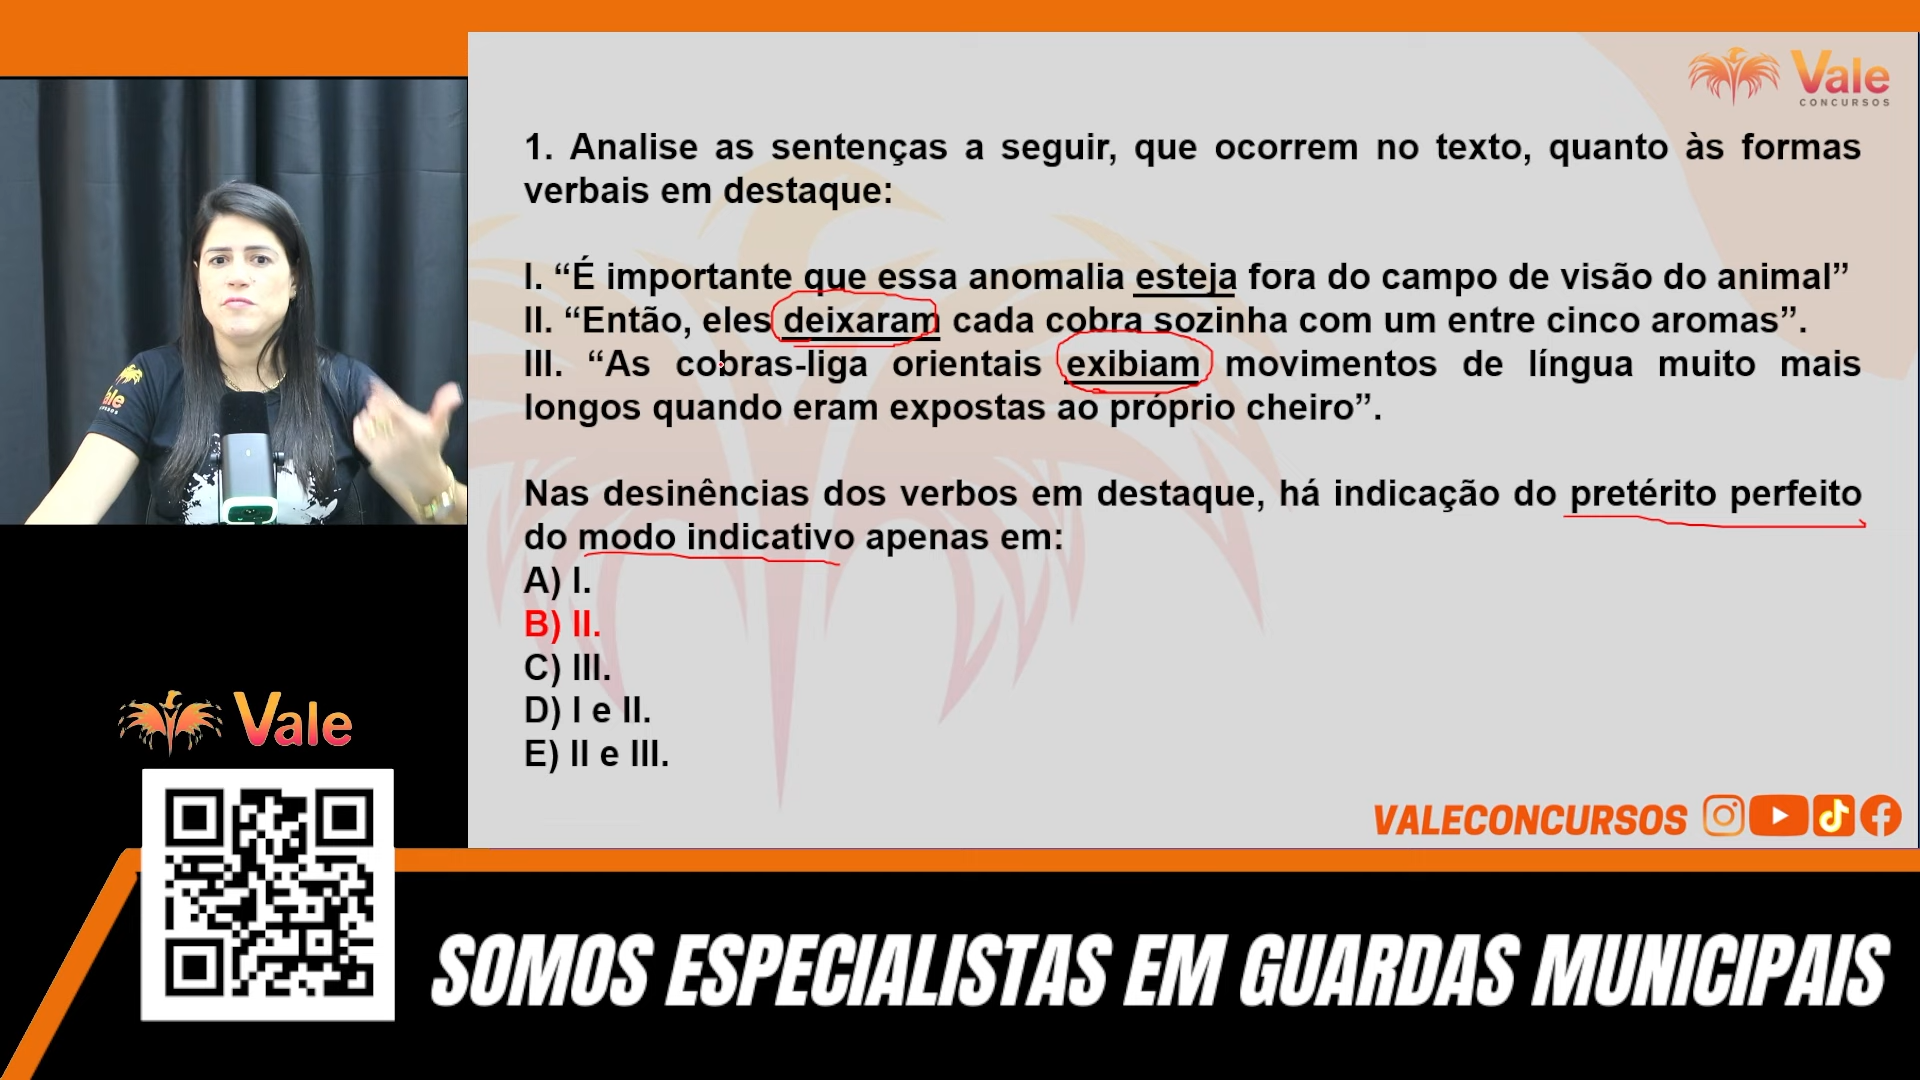 Vale
CONCURSOS
1. Analise as sentenças a seguir, que ocorrem no texto, quanto às formas
verbais em destaque:
I. “É importante que essa anomalia esteja fora do campo de visão do animal”
II. “Então, eles deixaram cada cobra sozinha com um entre cinco aromas”.
III. “As cobras-liga orientais exibiam movimentos de língua muito mais
longos quando eram expostas ao próprio cheiro”.
Nas desinências dos verbos em destaque, há indicação do pretérito perfeito
do modo indicativo apenas em:
A) I.
B) II.
C) III.
D) I e II.
E) II e III.
VALECONCURSOS
Vale
SOMOS ESPECIALISTAS EM GUARDAS MUNICIPAIS